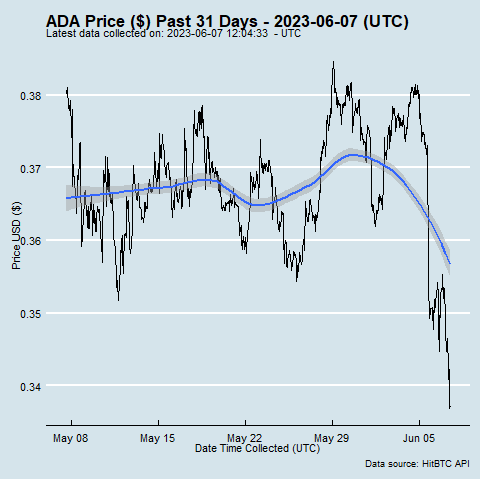 ADA Price ($) Past 31 Days - 2023-06-07 (UTC)
Latest data collected on: 2023-06-07 12:04:33 - UTC
Price USD ($)
0.38
0.37
0.36
0.35
0.34
May 08 May 15 May 22 May 29 Jun 05
Date Time Collected (UTC)
Data source: HitBTC API